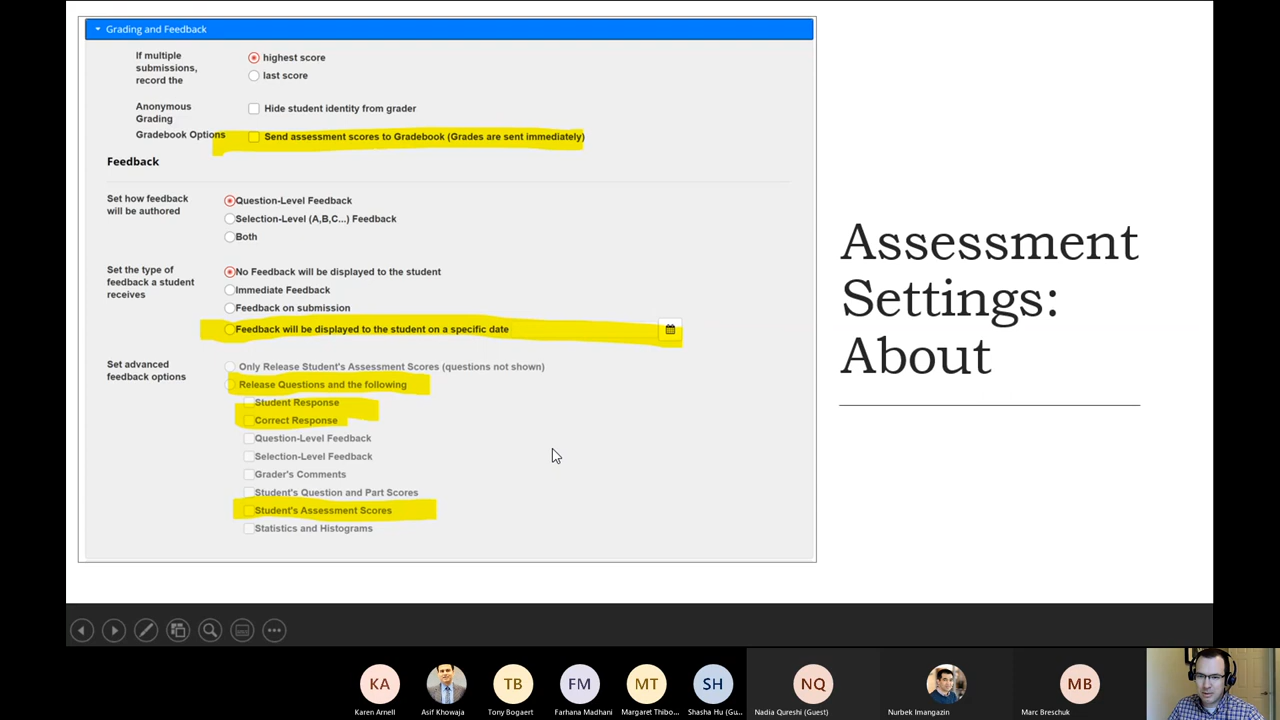 Grading and Feedback
If multiple
submissions,
record the
highest score
last score
Anonymous
Grading
Hide student identity from grader
Gradebook Options
Send assessment scores to Gradebook (Grades are sent immediately)
Feedback
Set how feedback
will be authored
Question-Level Feedback
Selection-Level (A,B,C...) Feedback
Both
Set the type of
feedback a student
receives
No Feedback will be displayed to the student
Immediate Feedback
Feedback on submission
Feedback will be displayed to the student on a specific date
Set advanced
feedback options
Only Release Student's Assessment Scores (questions not shown)
Release Questions and the following
Student Response
Correct Response
Question-Level Feedback
Selection-Level Feedback
Grader's Comments
Student's Question and Part Scores
Student's Assessment Scores
Statistics and Histograms
Assessment
Settings:
About
KA
TB
FM
MT
SH
NQ
MB
Karen Arnell
Asif Khowaja
Tony Bogaert
Farhana Madhani
Margaret Thibo...
Shasha Hu (Gu...
Nadia Qureshi (Guest)
Nurbek Imangazin
Marc Breschuk